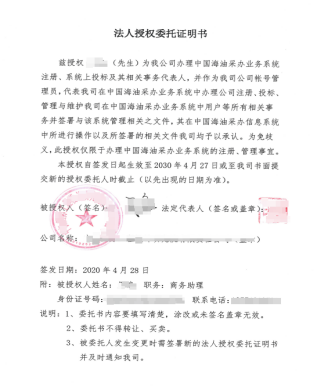 法人授权委托证明书
兹授权 （先生）为我公司办理中国海油采办业务系统
注册、系统上投标及其相关事务代表人。并作为我司公司帐号管
理员，代表我司在中国海油采办业务系统中办理公司注册、投标、
管理与维护我司在中国海油采办业务系统中用户等所有相关事
务并签署与该系统管理相关之文件。其在中国海油采办信息系统
中所进行操作以及所签署的相关文件我司均予以承认。为免歧
义，此授权仅限于办理中国海油采办业务系统的注册、管理事宜。
本授权自签发日起生效至 2030 年 4 月 27 日或至我司书面提
交新的授权委托人时截止（以先出现的日期为准）。
被授权人（签名） 法定代表人（签名或盖章）：
公司名称： 盖章）
签发日期：2020 年 4 月 28 日
附：被授权人姓名： 职务：商务助理
身份证号码： 联系电话：
说明：1、委托书内容要填写清楚，涂改或未签名盖章无效。
2、委托书不得转让、买卖。
3、被委托人发生变更时需签署新的法人授权委托证明书
并及时通知我司。